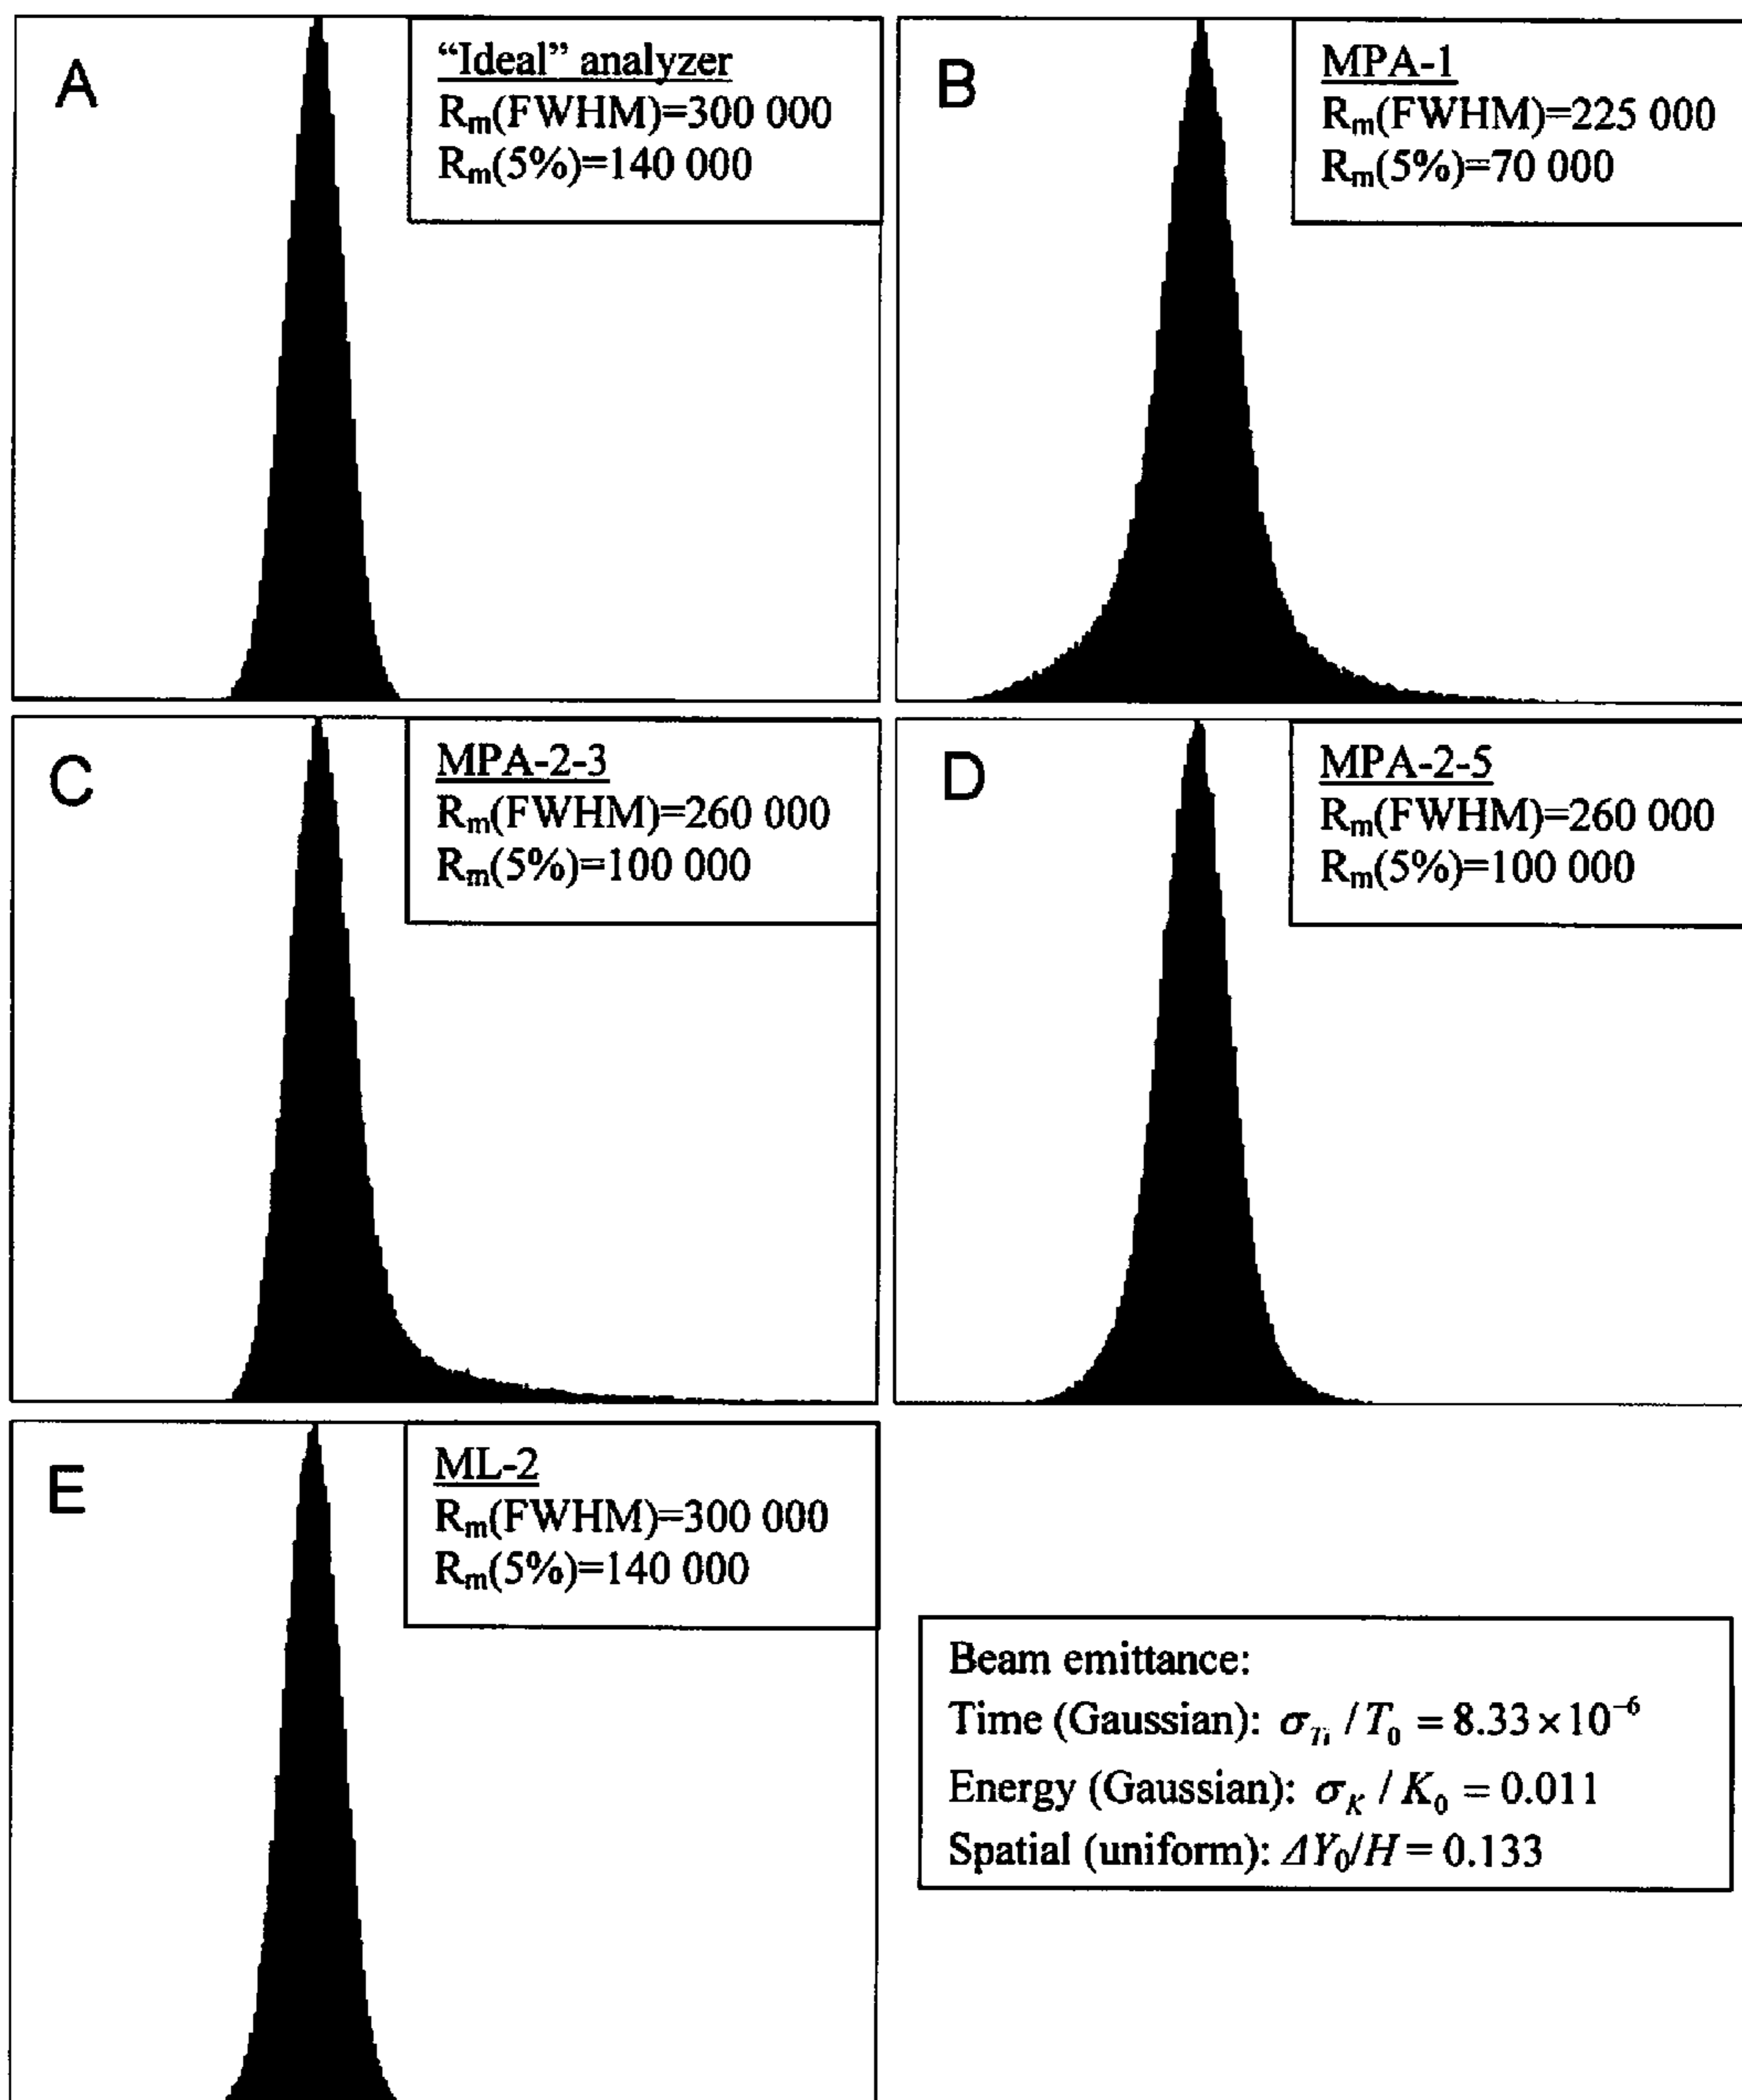 A
“Ideal” analyzer
Rm(FWHM)=300 000
Rm(5%)=140 000
B
MPA-1
Rm(FWHM)=225 000
Rm(5%)=70 000
C
MPA-2-3
Rm(FWHM)=260 000
Rm(5%)=100 000
D
MPA-2-5
Rm(FWHM)=260 000
Rm(5%)=100 000
E
ML-2
Rm(FWHM)=300 000
Rm(5%)=140 000
Beam emittance:
Time (Gaussian): σTi / T0 = 8.33×10⁻⁶
Energy (Gaussian): σK / K0 = 0.011
Spatial (uniform): ΔY0/H = 0.133